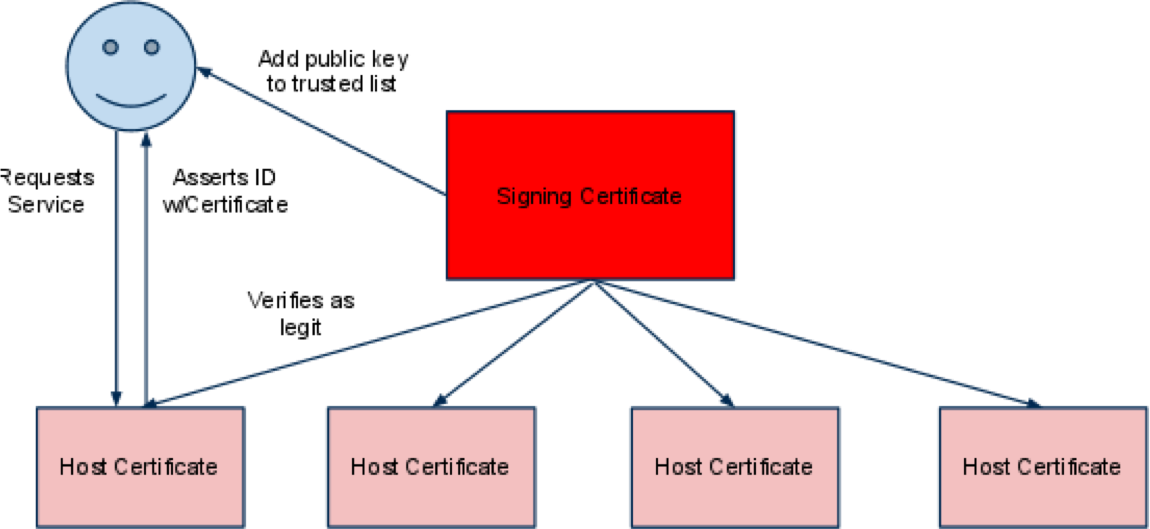 Add public key
to trusted list
Requests
Service
Asserts ID
w/Certificate
Signing Certificate
Verifies as
legit
Host Certificate
Host Certificate
Host Certificate
Host Certificate